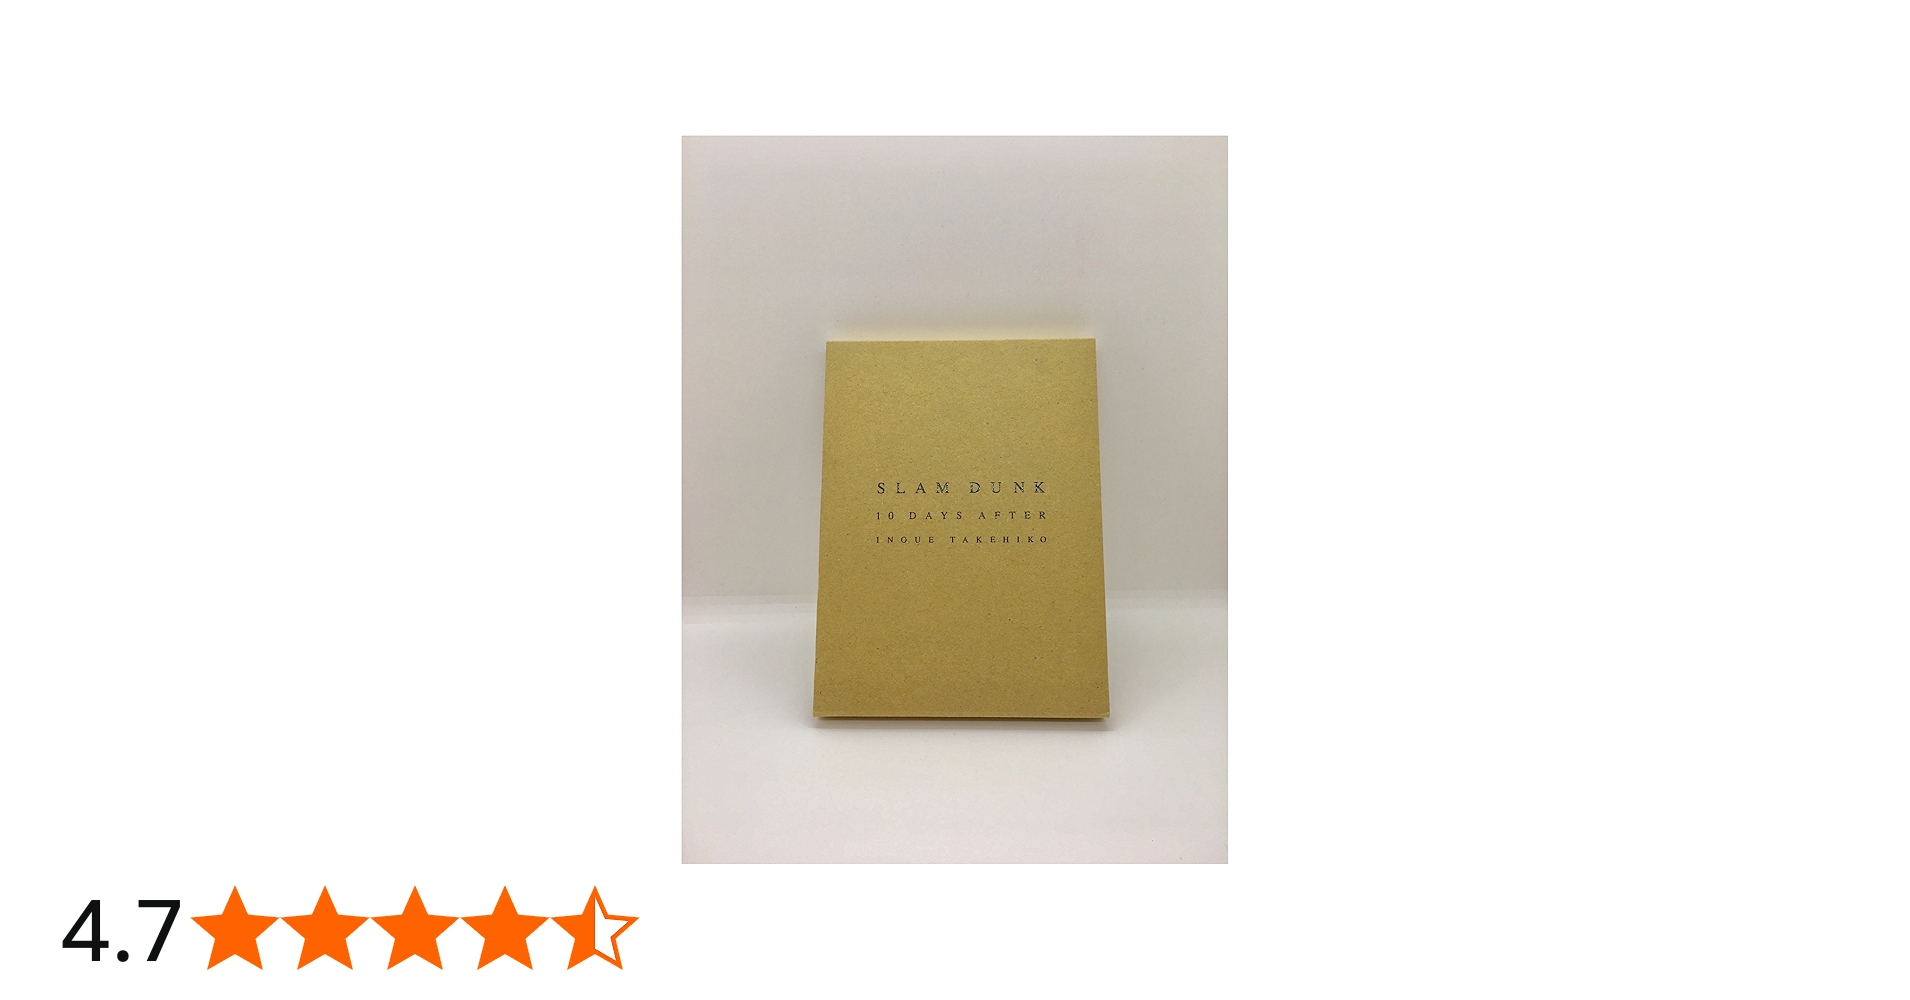 SLAM DUNK
10 DAYS AFTER
INOUE TAKEHIKO
4.7